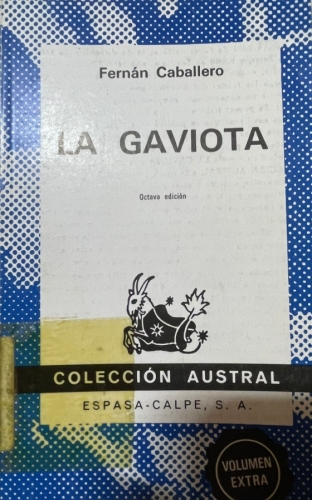 Fernán Caballero
LA GAVIOTA
Octava edición
COLECCIÓN AUSTRAL
ESPASA-CALPE, S. A.
VOLUMEN
EXTRA